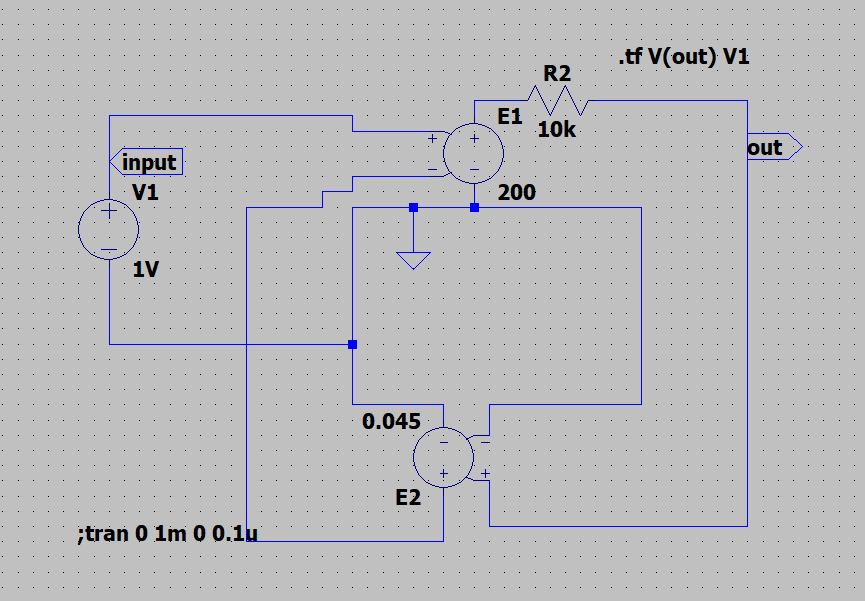 .tf V(out) V1
R2
E1
10k
out
input
V1
200
1V
0.045
E2
;tran 0 1m 0 0.1u